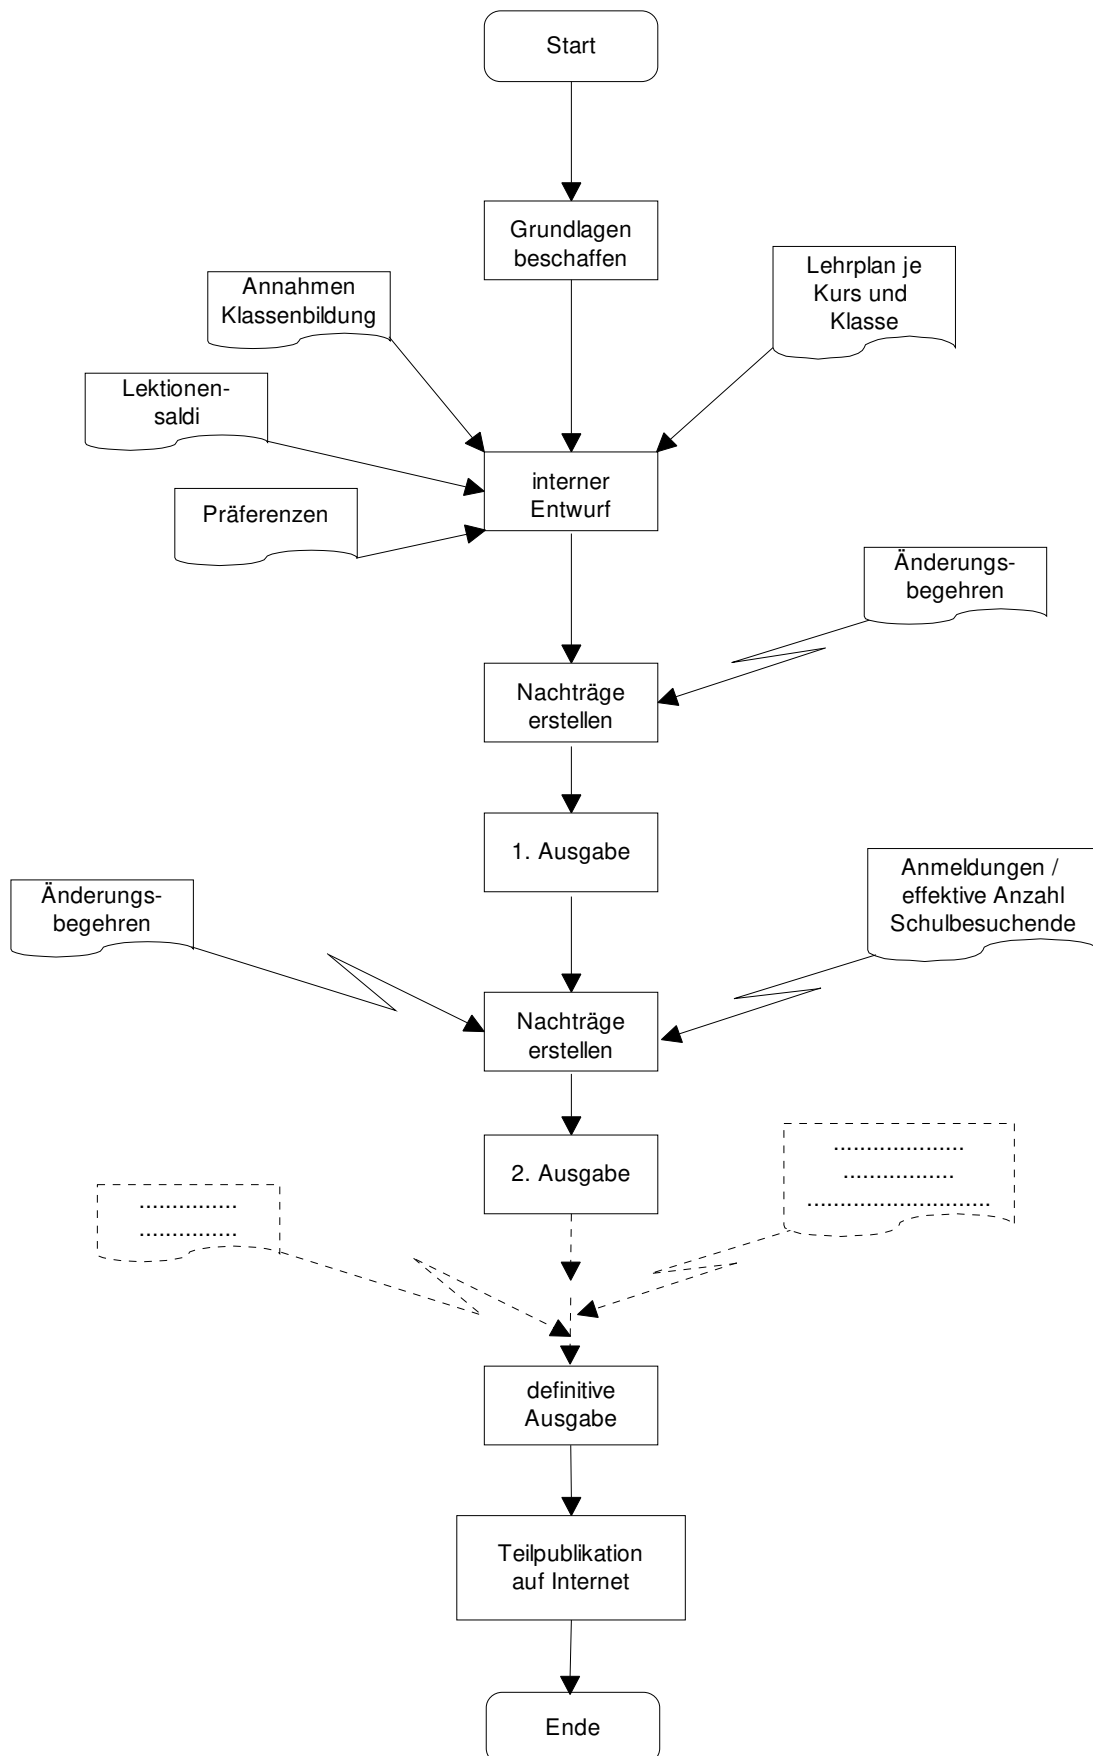 Start
Grundlagen
beschaffen
Annahmen
Klassenbildung
Lehrplan je
Kurs und
Klasse
Lektionen-
saldi
interner
Entwurf
Präferenzen
Änderungs-
begehren
Nachträge
erstellen
1. Ausgabe
Änderungs-
begehren
Anmeldungen /
effektive Anzahl
Schulbesuchende
Nachträge
erstellen
2. Ausgabe
....................
.................
............................
...............
...............
definitive
Ausgabe
Teilpublikation
auf Internet
Ende